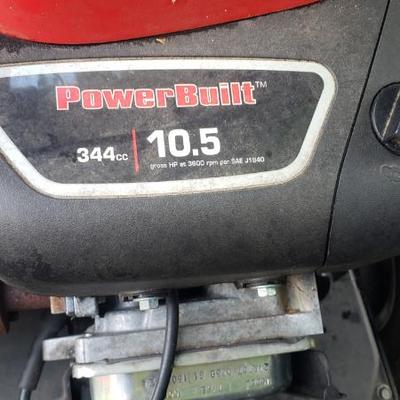 PowerBuilt™
344cc
10.5
gross HP at 3600 rpm per SAE J1940